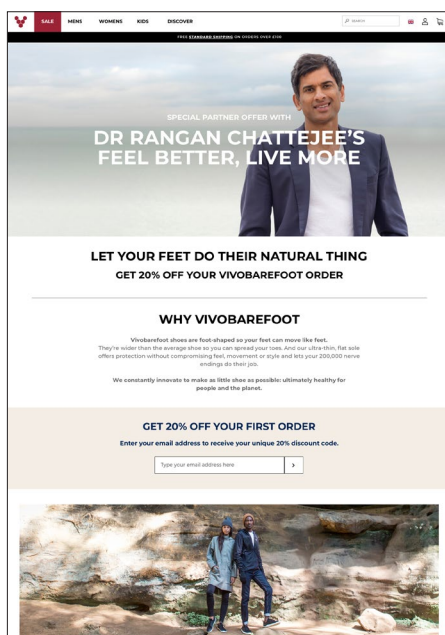 SALE
MENS
WOMENS
KIDS
DISCOVER
SEARCH
FREE STANDARD SHIPPING ON ORDERS OVER £100
SPECIAL PARTNER OFFER WITH
DR RANGAN CHATTEJEE'S
FEEL BETTER, LIVE MORE
LET YOUR FEET DO THEIR NATURAL THING
GET 20% OFF YOUR VIVOBAREFOOT ORDER
WHY VIVOBAREFOOT
Vivobarefoot shoes are foot-shaped so your feet can move like feet.
They're wider then the average shoe so you can spread your toes. And our ultra-thin, flat sole
offers protection without compromising feel, movement or style and lets your 200,000 nerve
endings do their job.
We constantly innovate to make as little shoe as possible: ultimately healthy for
people and the planet.
GET 20% OFF YOUR FIRST ORDER
Enter your email address to receive your unique 20% discount code.
Type your email address here